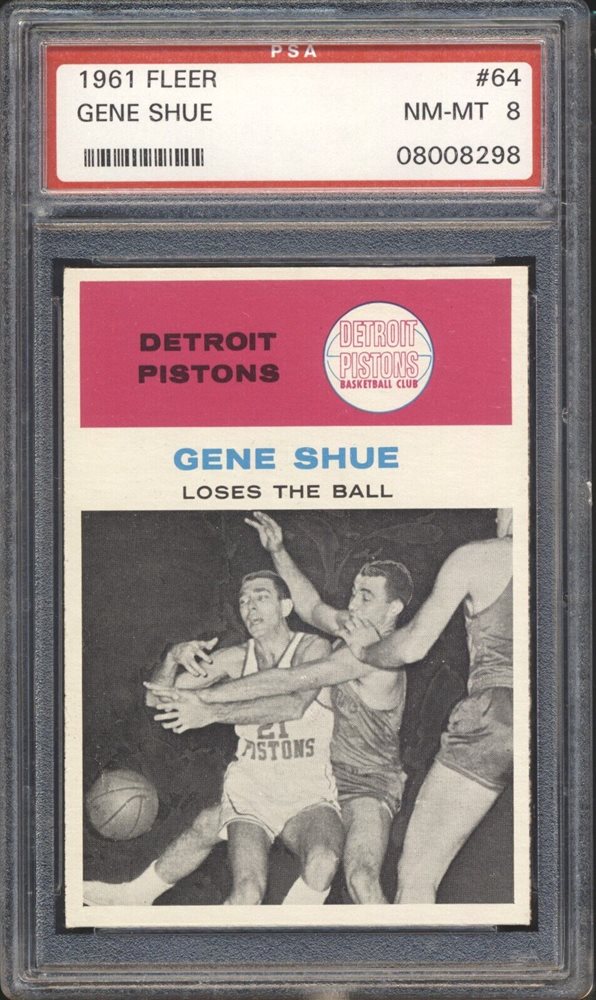 PSA
1961 FLEER #64
GENE SHUE NM-MT 8
08008298
DETROIT
PISTONS
DETROIT
PISTONS
BASKETBALL CLUB
GENE SHUE
LOSES THE BALL
21
PISTONS